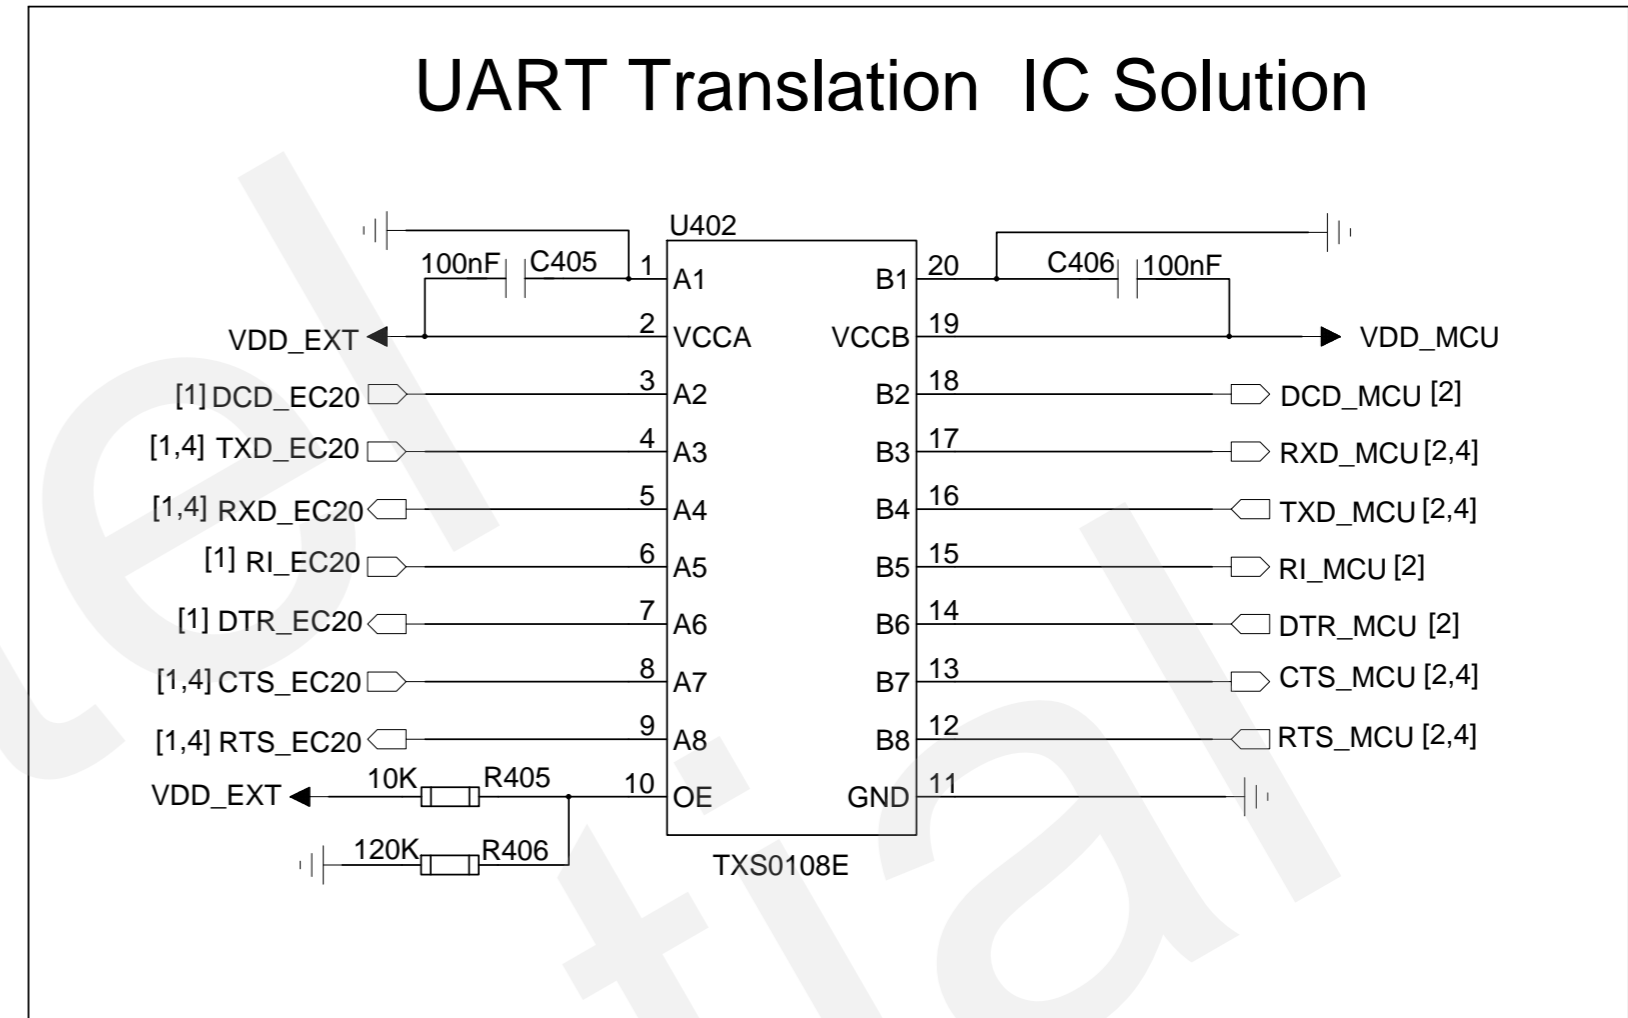 UART Translation IC Solution
U402
100nF C405 1 A1 B1 20 C406 100nF
VDD_EXT 2 VCCA VCCB 19 VDD_MCU
[1] DCD_EC20 3 A2 B2 18 DCD_MCU [2]
[1,4] TXD_EC20 4 A3 B3 17 RXD_MCU [2,4]
[1,4] RXD_EC20 5 A4 B4 16 TXD_MCU [2,4]
[1] RI_EC20 6 A5 B5 15 RI_MCU [2]
[1] DTR_EC20 7 A6 B6 14 DTR_MCU [2]
[1,4] CTS_EC20 8 A7 B7 13 CTS_MCU [2,4]
[1,4] RTS_EC20 9 A8 B8 12 RTS_MCU [2,4]
VDD_EXT 10K R405 10 OE GND 11
120K R406
TXS0108E